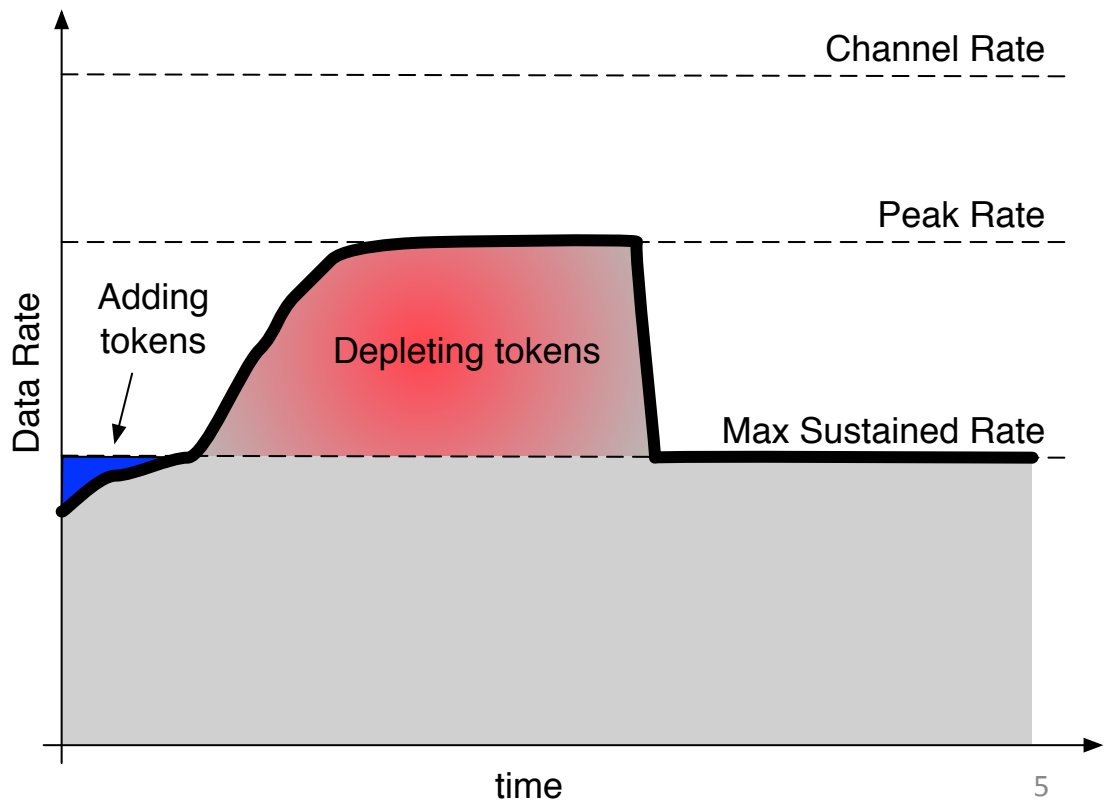 Channel Rate
Peak Rate
Adding
tokens
Depleting tokens
Data Rate
Max Sustained Rate
time
5